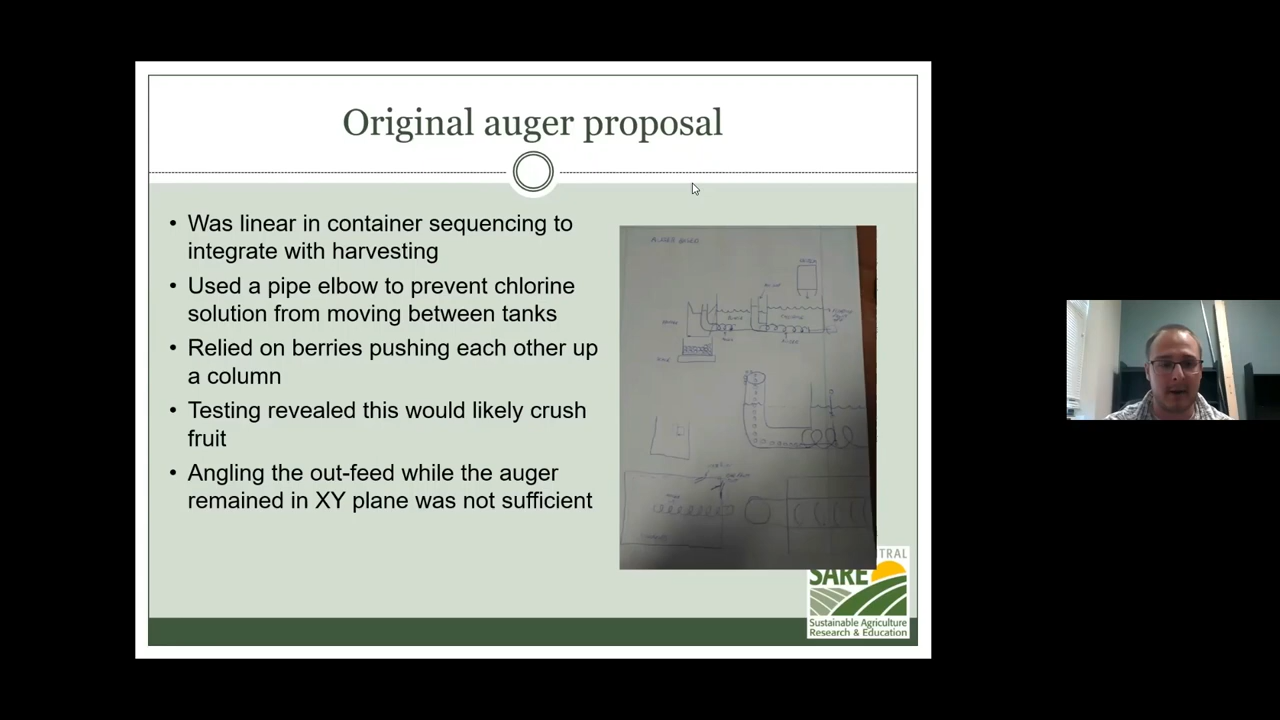 Original auger proposal
• Was linear in container sequencing to
integrate with harvesting
• Used a pipe elbow to prevent chlorine
solution from moving between tanks
• Relied on berries pushing each other up
a column
• Testing revealed this would likely crush
fruit
• Angling the out-feed while the auger
remained in XY plane was not sufficient
TRAL
SARE
Sustainable Agriculture
Research & Education